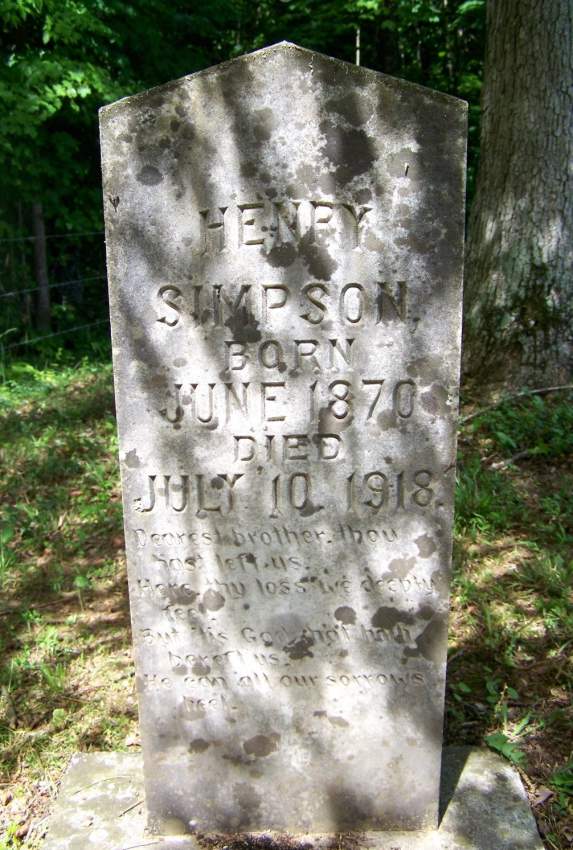 HENRY
SIMPSON,
BORN
JUNE 1870
DIED
JULY 10, 1918.
Dearest brother, thou
hast left us.
Here thy loss we deeply
feel.
But tis God that hath
bereft us.
He can all our sorrows
heel.